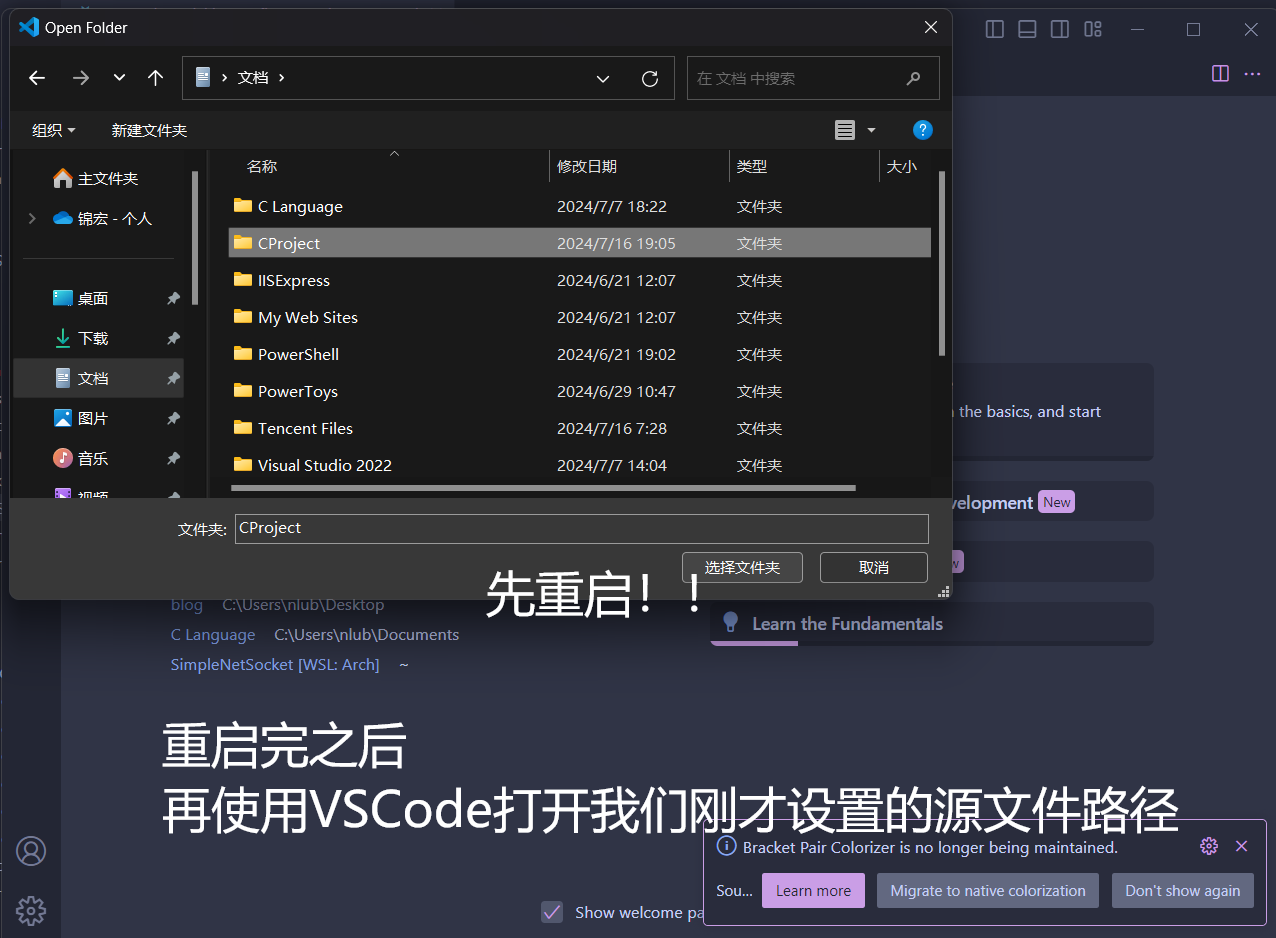 Open Folder
文档
在 文档 中搜索
组织
新建文件夹
?
主文件夹
锦宏 - 个人
桌面
下载
文档
图片
音乐
视频
名称 修改日期 类型 大小
C Language 2024/7/7 18:22 文件夹
CProject 2024/7/16 19:05 文件夹
IISExpress 2024/6/21 12:07 文件夹
My Web Sites 2024/6/21 12:07 文件夹
PowerShell 2024/6/21 19:02 文件夹
PowerToys 2024/6/29 10:47 文件夹
Tencent Files 2024/7/16 7:28 文件夹
Visual Studio 2022 2024/7/7 14:04 文件夹
文件夹: CProject
选择文件夹 取消
the basics, and start
velopment New
先重启！！
blog C:\Users\nlub\Desktop
C Language C:\Users\nlub\Documents
SimpleNetSocket [WSL: Arch] ~
Learn the Fundamentals
重启完之后
再使用VSCode打开我们刚才设置的源文件路径
Bracket Pair Colorizer is no longer being maintained.
Sou... Learn more Migrate to native colorization Don't show again
Show welcome pa